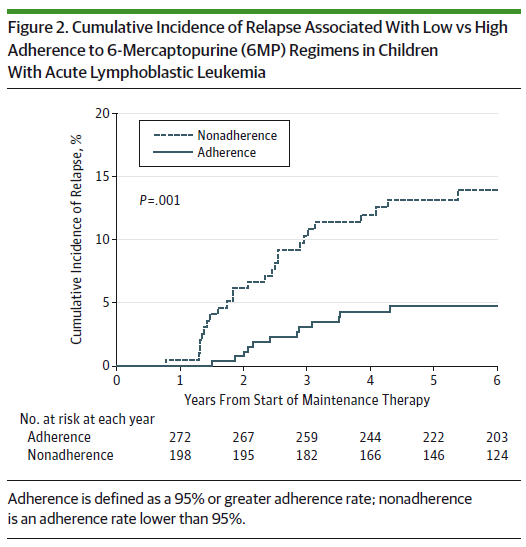 Figure 2. Cumulative Incidence of Relapse Associated With Low vs High
Adherence to 6-Mercaptopurine (6MP) Regimens in Children
With Acute Lymphoblastic Leukemia
20
15
10
5
0
Cumulative Incidence of Relapse, %
Nonadherence
Adherence
P=.001
0 1 2 3 4 5 6
Years From Start of Maintenance Therapy
No. at risk at each year
Adherence 272 267 259 244 222 203
Nonadherence 198 195 182 166 146 124
Adherence is defined as a 95% or greater adherence rate; nonadherence
is an adherence rate lower than 95%.